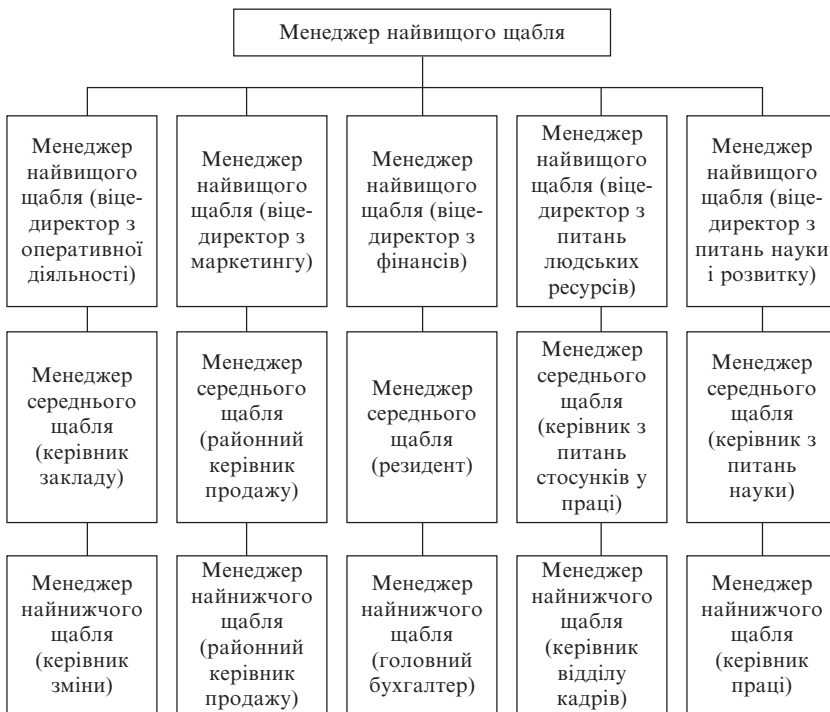 Менеджер найвищого щабля
Менеджер
найвищого
щабля (віце-
директор з
оперативної
діяльності)
Менеджер
найвищого
щабля (віце-
директор з
маркетингу)
Менеджер
найвищого
щабля (віце-
директор з
фінансів)
Менеджер
найвищого
щабля (віце-
директор з
питань
людських
ресурсів)
Менеджер
найвищого
щабля (віце-
директор з
питань науки
і розвитку)
Менеджер
середнього
щабля
(керівник
закладу)
Менеджер
середнього
щабля
(районний
керівник
продажу)
Менеджер
середнього
щабля
(резидент)
Менеджер
середнього
щабля
(керівник з
питань
стосунків у
праці)
Менеджер
середнього
щабля
(керівник з
питань
науки)
Менеджер
найнижчого
щабля
(керівник
зміни)
Менеджер
найнижчого
щабля
(районний
керівник
продажу)
Менеджер
найнижчого
щабля
(головний
бухгалтер)
Менеджер
найнижчого
щабля
(керівник
відділу
кадрів)
Менеджер
найнижчого
щабля
(керівник
праці)